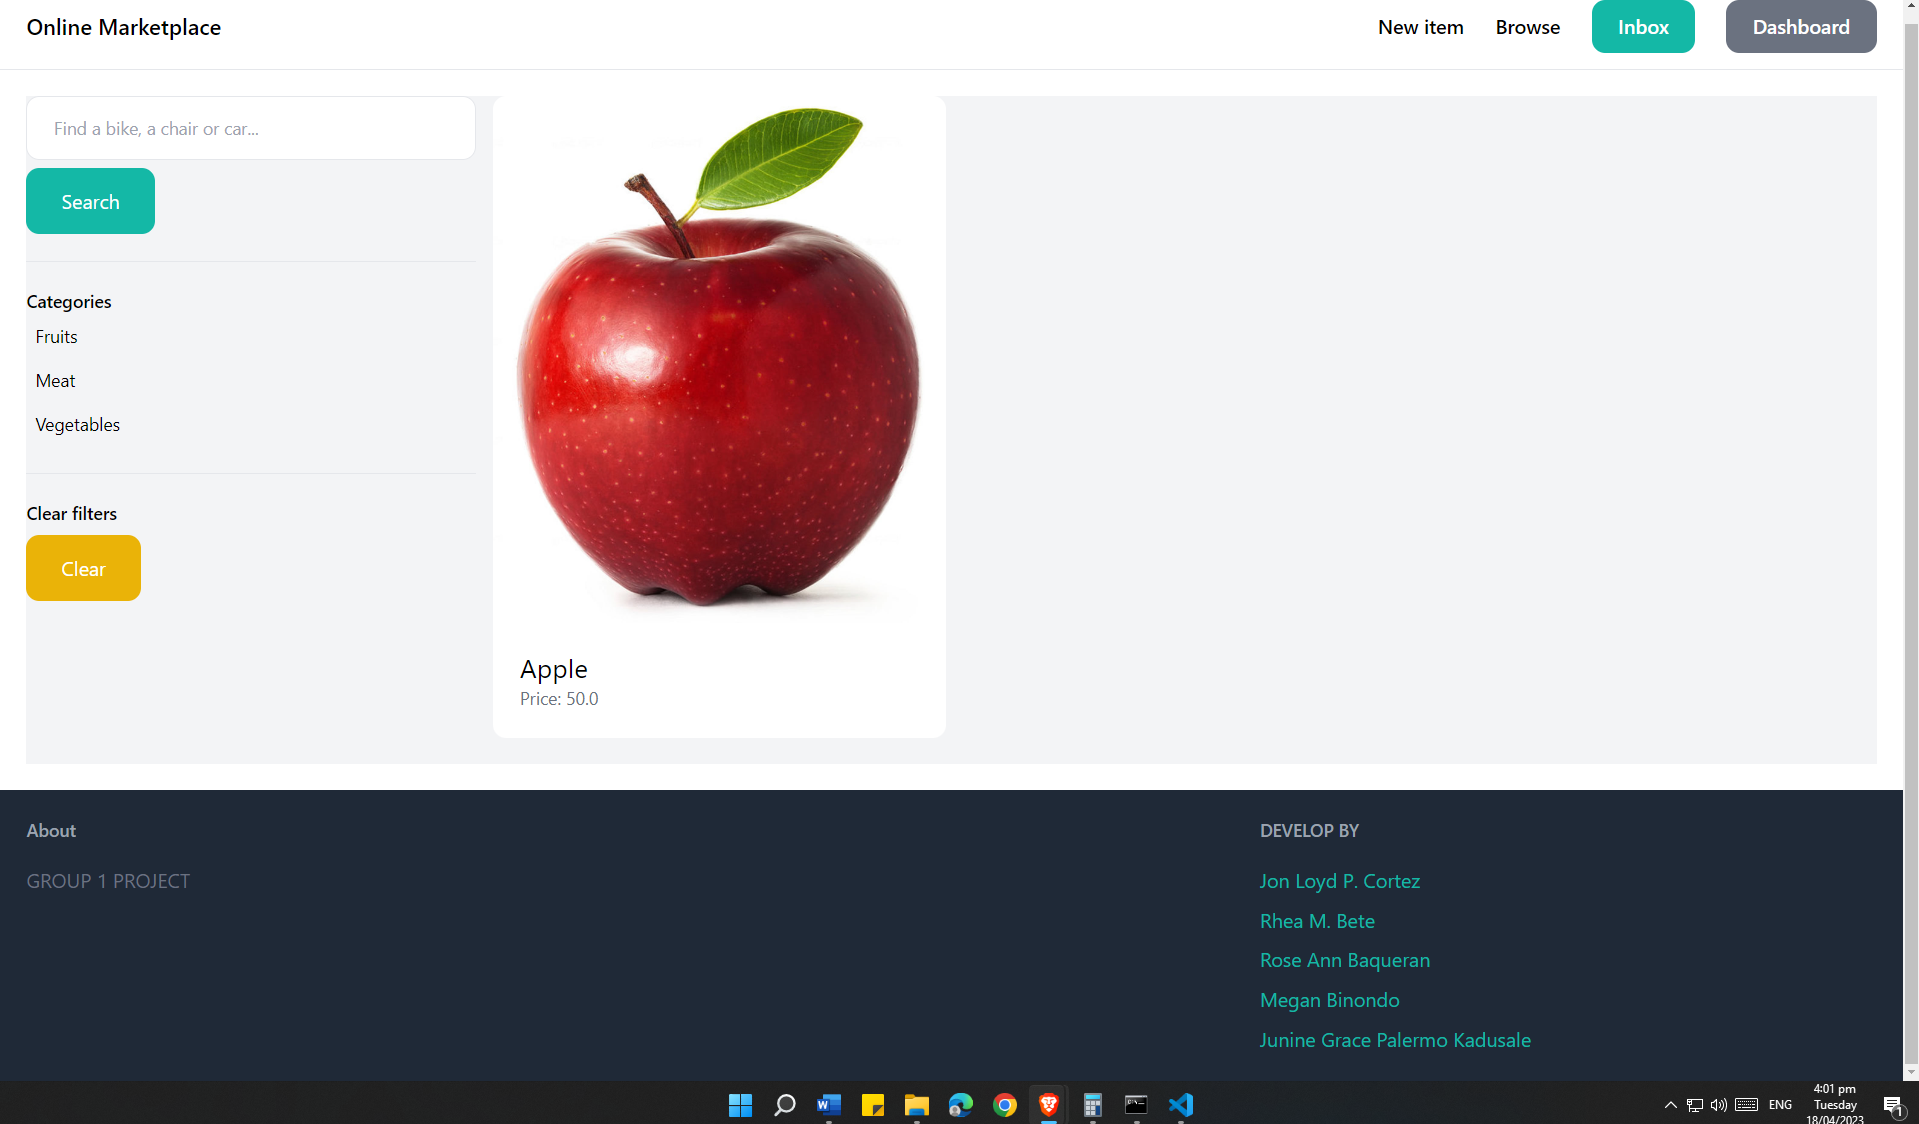 Online Marketplace
New item
Browse
Inbox
Dashboard
Find a bike, a chair or car...
Search
Categories
Fruits
Meat
Vegetables
Clear filters
Clear
Apple
Price: 50.0
About
GROUP 1 PROJECT
DEVELOP BY
Jon Loyd P. Cortez
Rhea M. Bete
Rose Ann Baqueran
Megan Binondo
Junine Grace Palermo Kadusale
ENG
4:01 pm
Tuesday
18/04/2023
1